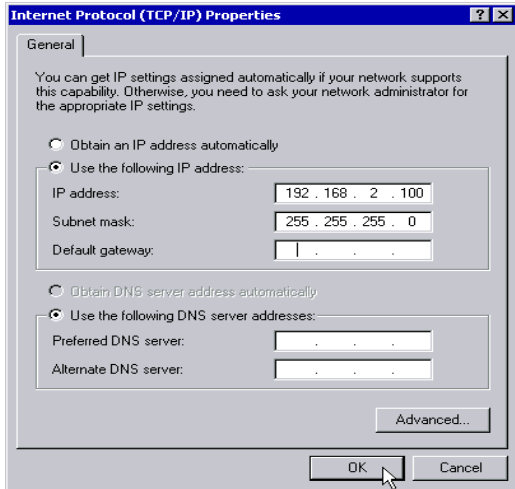 Internet Protocol (TCP/IP) Properties
General
You can get IP settings assigned automatically if your network supports
this capability. Otherwise, you need to ask your network administrator for
the appropriate IP settings.
Obtain an IP address automatically
Use the following IP address:
IP address: 192 . 168 . 2 . 100
Subnet mask: 255 . 255 . 255 . 0
Default gateway: . . .
Obtain DNS server address automatically
Use the following DNS server addresses:
Preferred DNS server: . . .
Alternate DNS server: . . .
Advanced...
OK Cancel